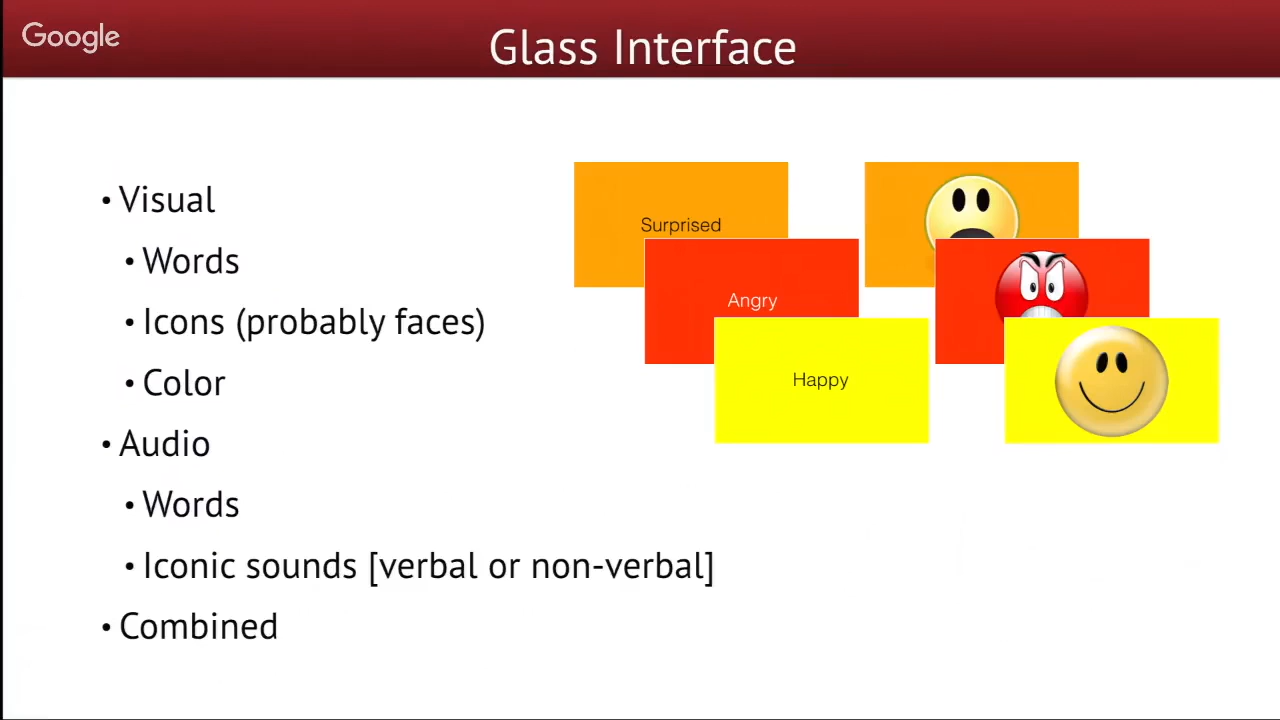 Google
Glass Interface
• Visual
• Words
• Icons (probably faces)
• Color
• Audio
• Words
• Iconic sounds [verbal or non-verbal]
• Combined
Surprised
Angry
Happy